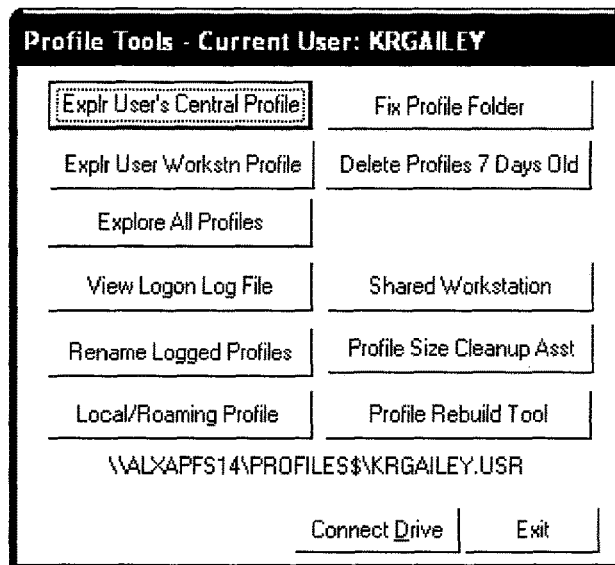 Profile Tools - Current User: KRGAILEY
Explr User's Central Profile
Fix Profile Folder
Explr User Workstn Profile
Delete Profiles 7 Days Old
Explore All Profiles
View Logon Log File
Shared Workstation
Rename Logged Profiles
Profile Size Cleanup Asst
Local/Roaming Profile
Profile Rebuild Tool
\\ALXAPFS14\PROFILES$\KRGAILEY.USR
Connect Drive
Exit